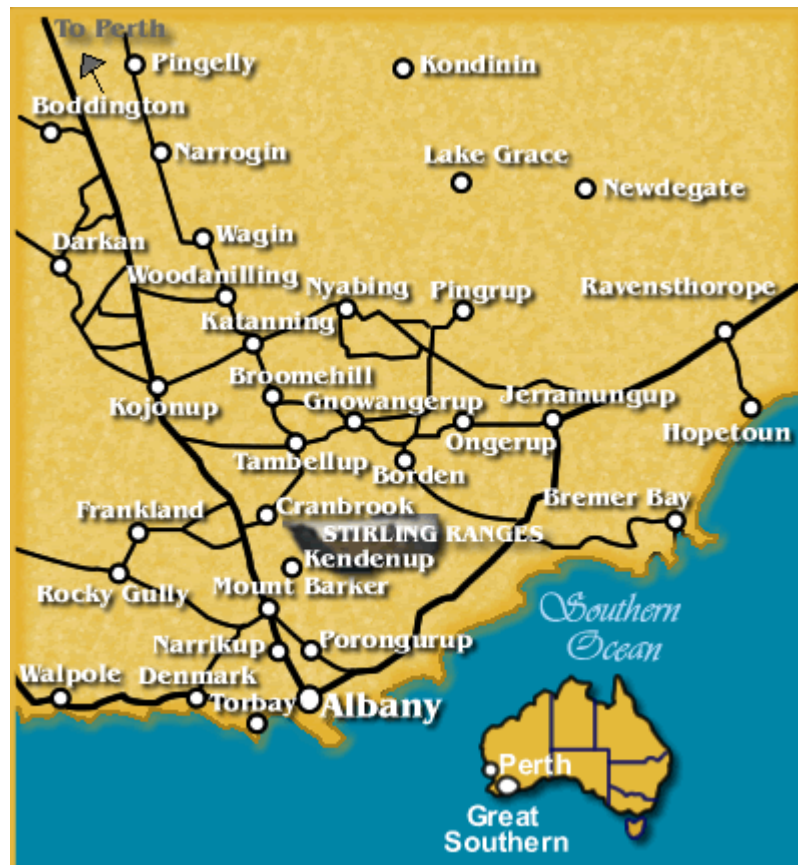 To Perth
Pingelly
Kondinin
Boddington
Narrogin
Lake Grace
Newdegate
Wagin
Darkan
Woodanilling
Nyabing
Pingrup
Ravensthorope
Katanning
Broomehill
Kojonup
Gnowangerup
Jerramungup
Hopetoun
Ongerup
Tambellup
Borden
Bremer Bay
Frankland
Cranbrook
STIRLING RANGES
Kendenup
Rocky Gully
Mount Barker
Southern
Ocean
Narrikup
Porongurup
Walpole
Denmark
Torbay
Albany
Perth
Great
Southern